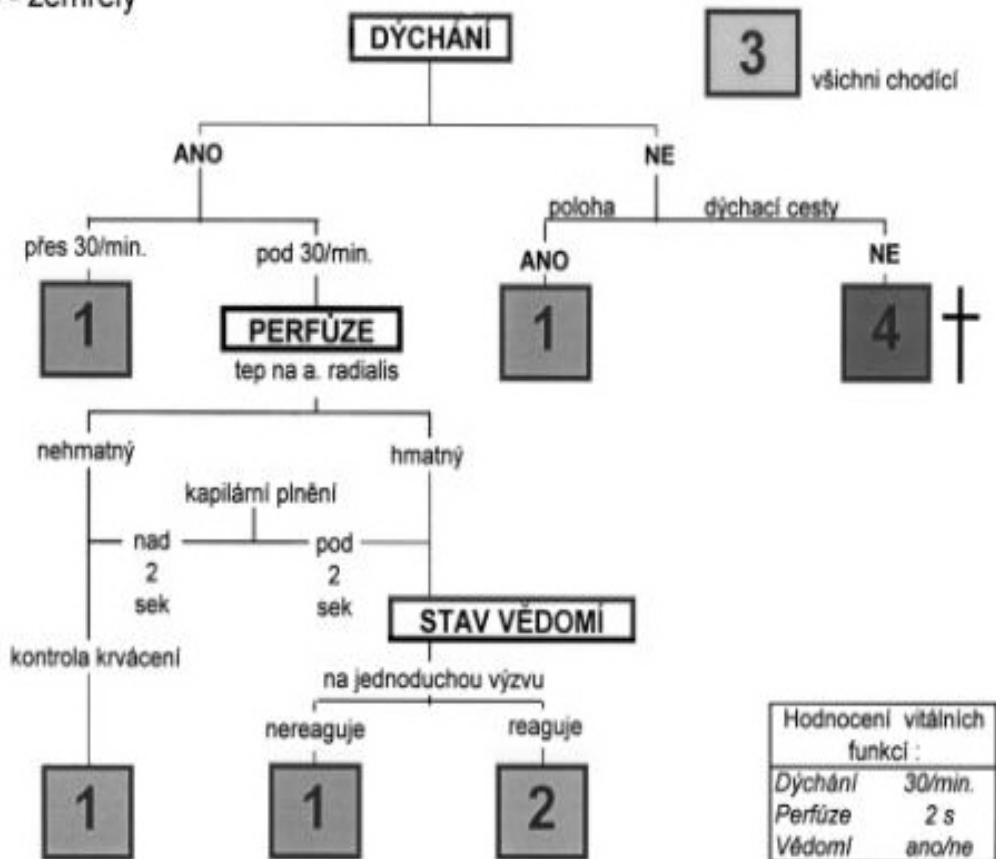 - zemřelý
DÝCHÁNÍ
3
všichni chodící
ANO
NE
poloha
dýchací cesty
přes 30/min.
pod 30/min.
ANO
NE
1
PERFŮZE
1
4
tep na a. radialis
nehmatný
hmatný
kapilární plnění
nad
pod
2
2
sek
sek
STAV VĚDOMÍ
kontrola krvácení
na jednoduchou výzvu
nereaguje
reaguje
1
1
2
Hodnocení vitálních
funkcí :
Dýchání 30/min.
Perfúze 2 s
Vědomí ano/ne